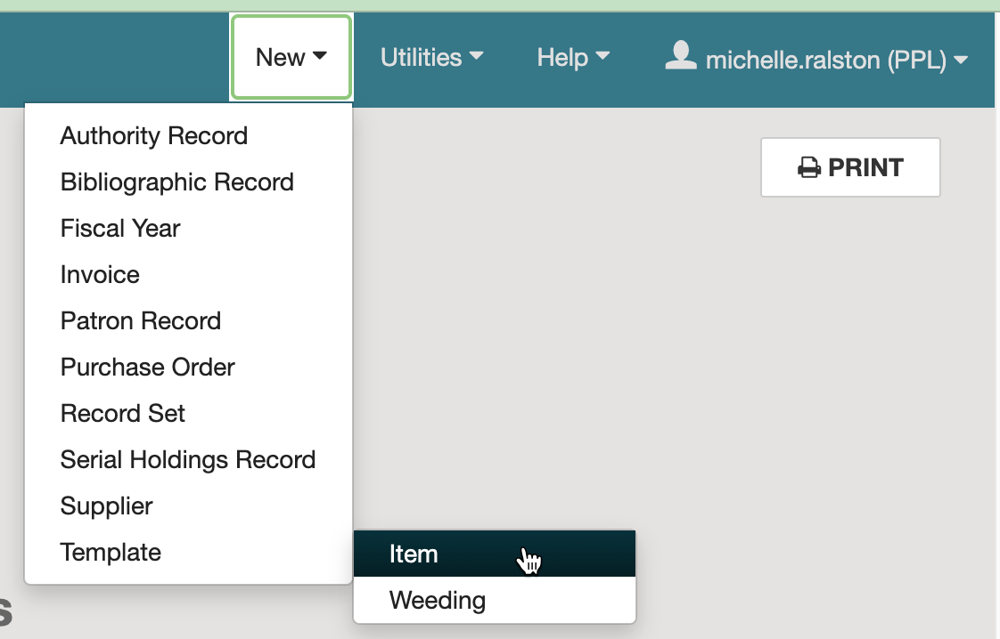 New
Utilities
Help
michelle.ralston (PPL)
PRINT
Authority Record
Bibliographic Record
Fiscal Year
Invoice
Patron Record
Purchase Order
Record Set
Serial Holdings Record
Supplier
Template
Item
Weeding
s